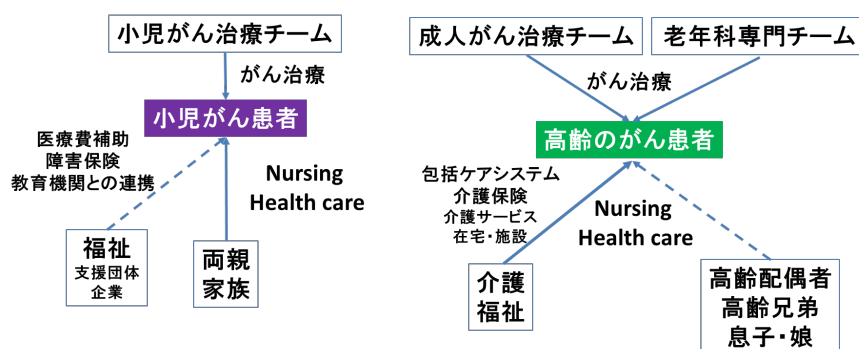 小児がん治療チーム
がん治療
小児がん患者
医療費補助
障害保険
教育機関との連携
Nursing
Health care
福祉
支援団体
企業
両親
家族
成人がん治療チーム
老年科専門チーム
がん治療
高齢のがん患者
包括ケアシステム
介護保険
介護サービス
在宅・施設
Nursing
Health care
介護
福祉
高齢配偶者
高齢兄弟
息子・娘